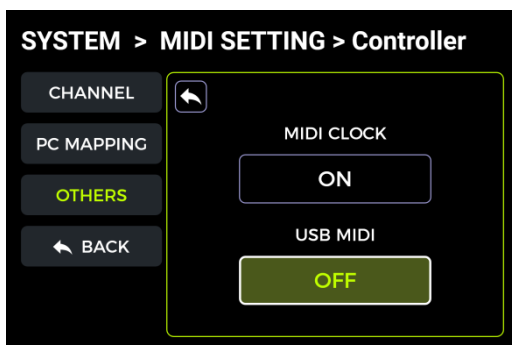 SYSTEM > MIDI SETTING > Controller
CHANNEL
PC MAPPING
OTHERS
BACK
MIDI CLOCK
ON
USB MIDI
OFF